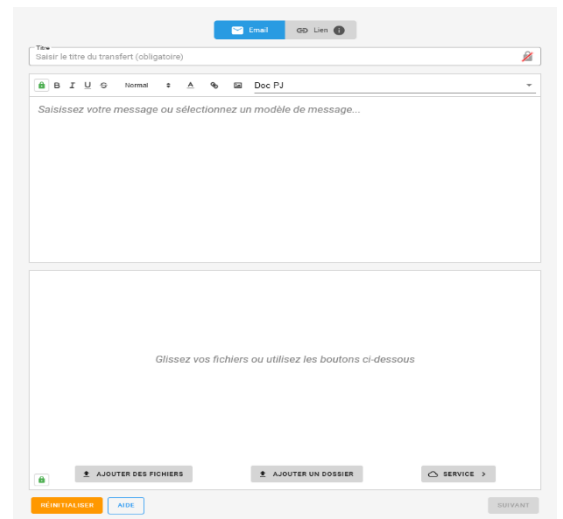 Email Lien i
Titre
Saisir le titre du transfert (obligatoire)
B I U S Normal A Doc PJ
Saisissez votre message ou sélectionnez un modèle de message...
Glissez vos fichiers ou utilisez les boutons ci-dessous
AJOUTER DES FICHIERS AJOUTER UN DOSSIER SERVICE >
RÉINITIALISER AIDE SUIVANT